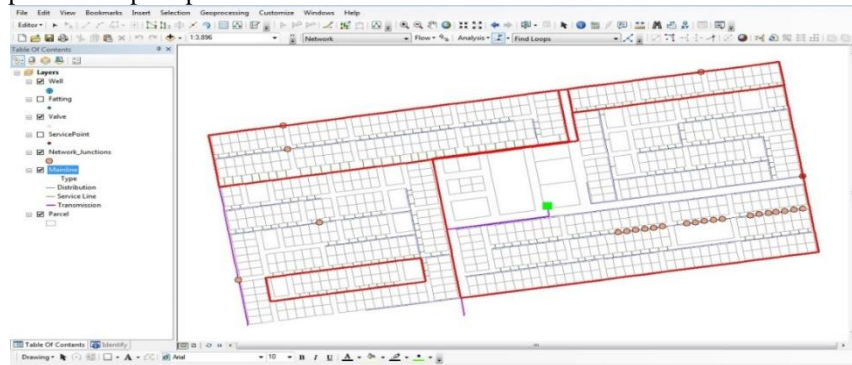 File Edit View Bookmarks Insert Selection Geoprocessing Customize Windows Help
Editor
1:3,896 Network Flow Analysis Find Loops
Table Of Contents
Layers
Well
Fatting
Valve
ServicePoint
Network_Junctions
Mainline
Type
Distribution
Service Line
Transmission
Parcel
Table Of Contents Identify
Drawing A Arial 10 B I U A